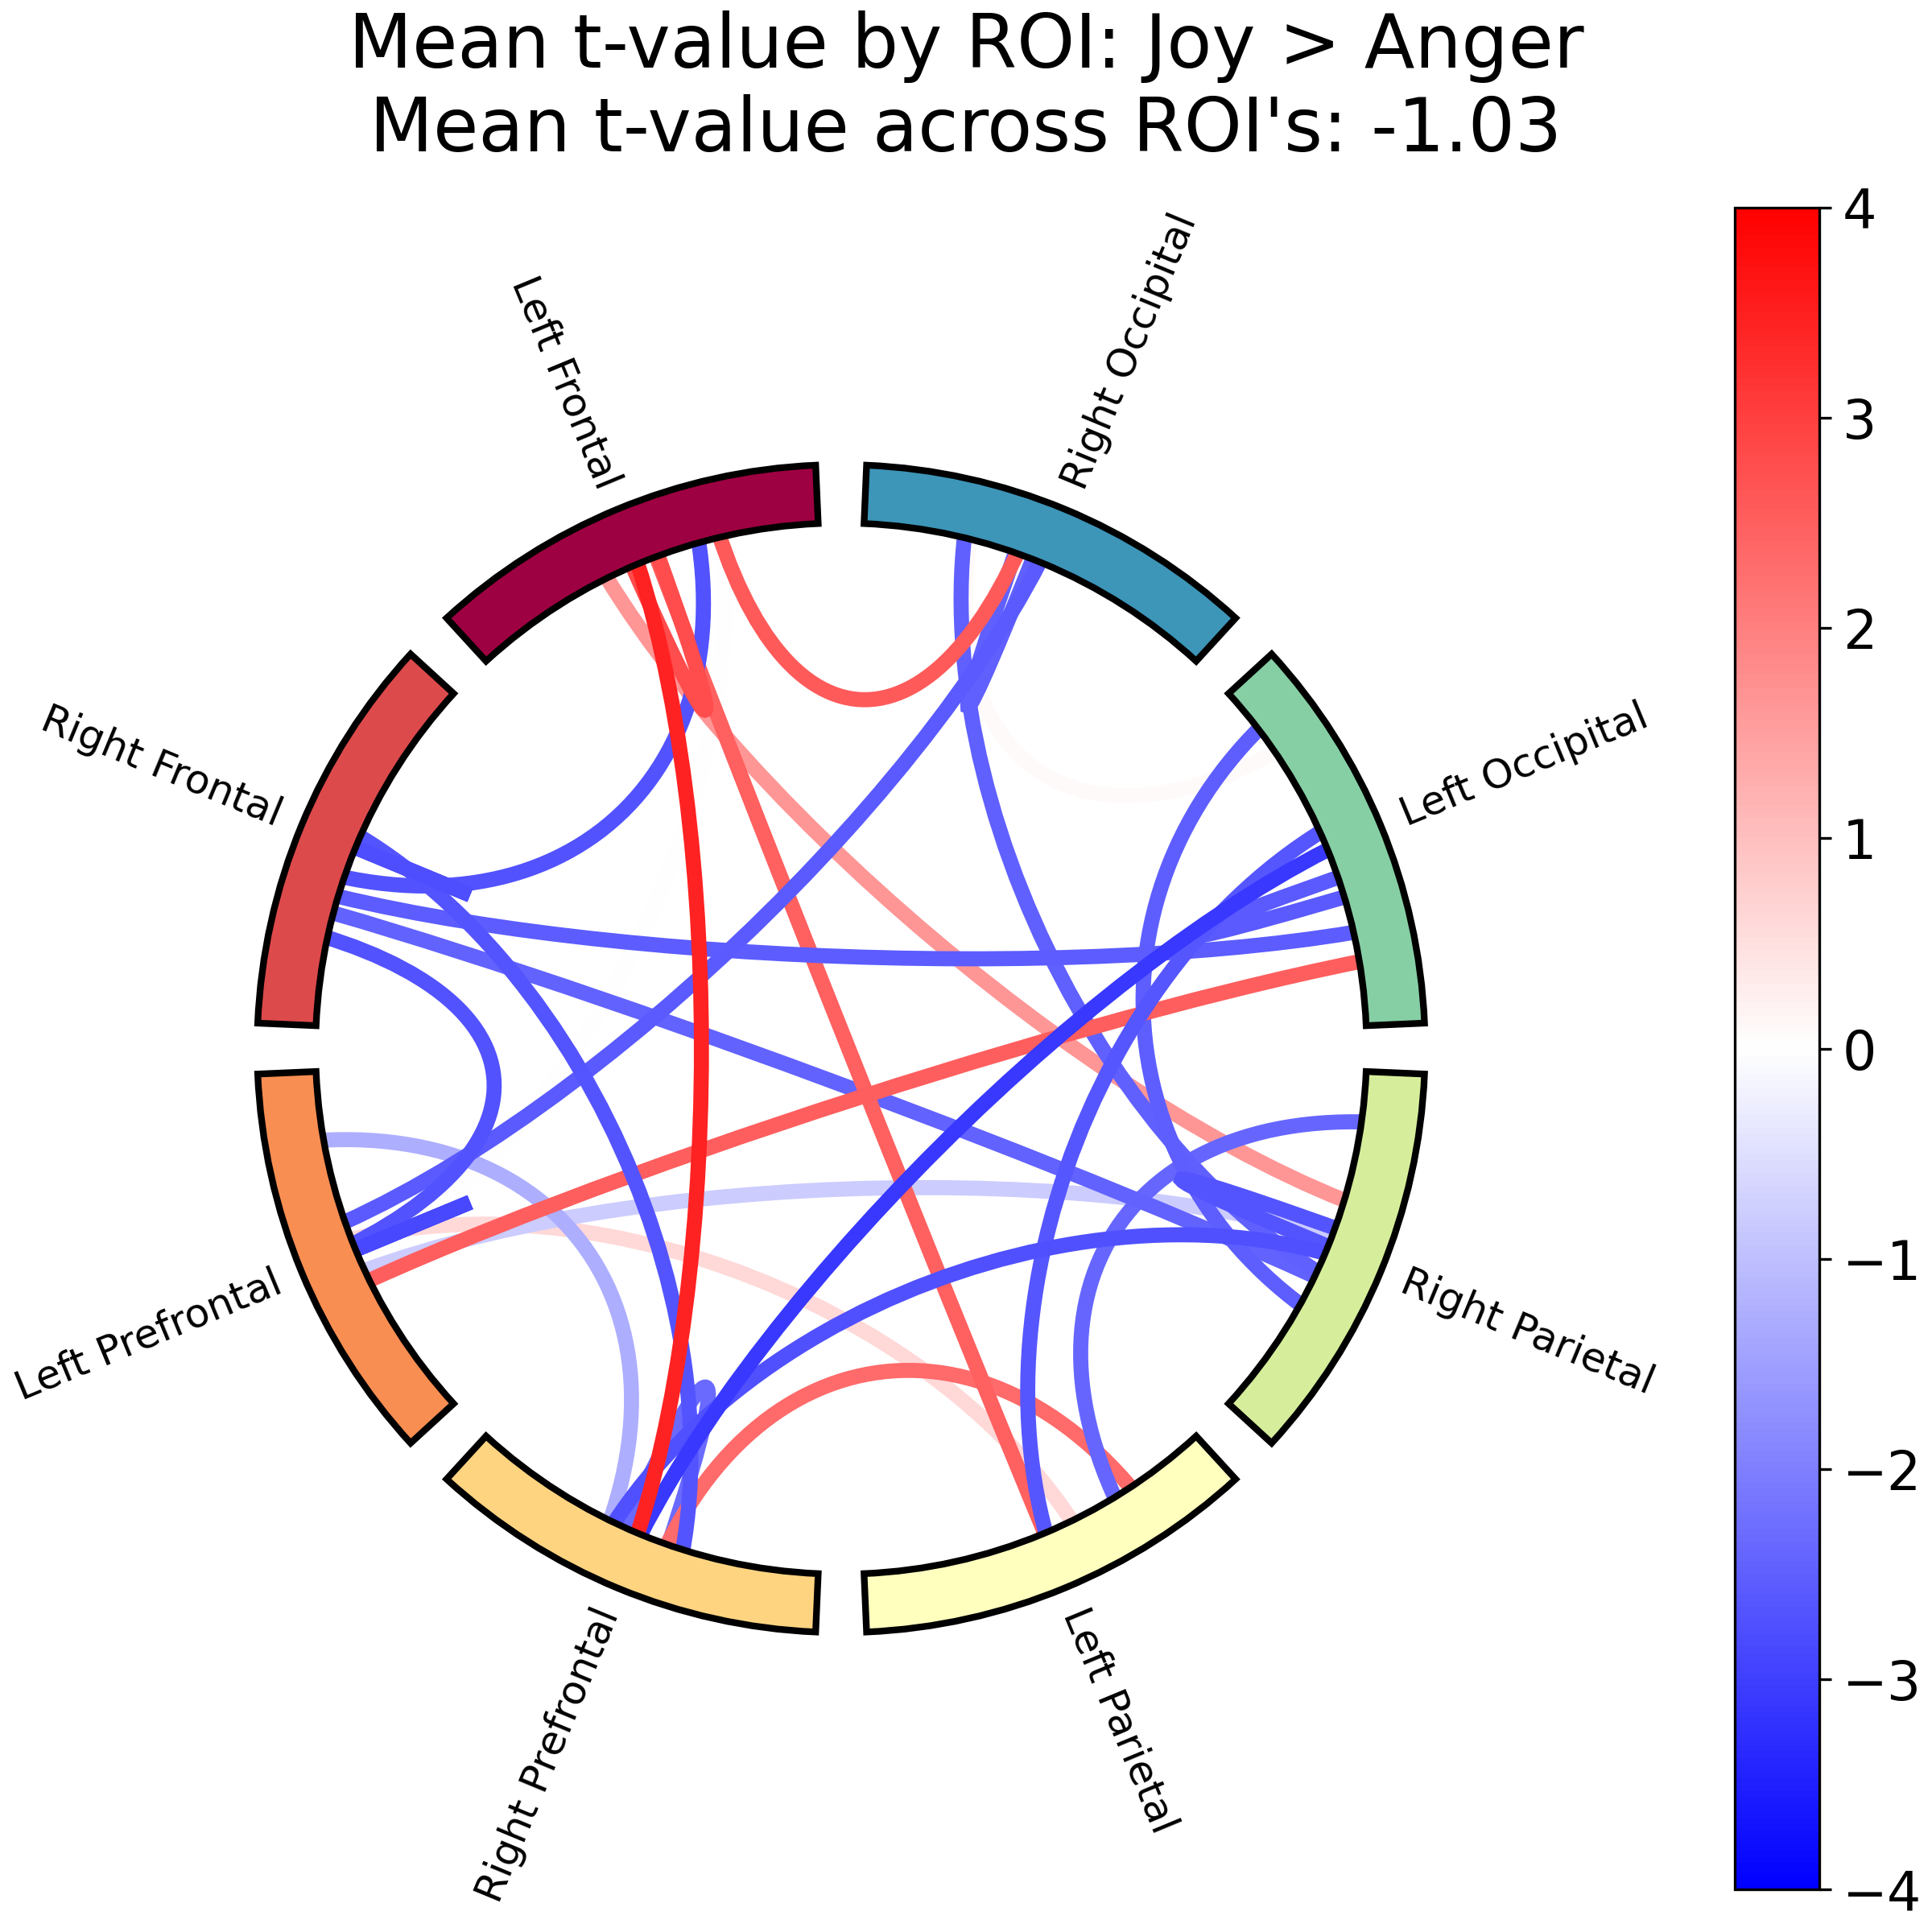 Mean t-value by ROI: Joy > Anger
Mean t-value across ROI's: -1.03
Left Frontal
Right Occipital
Right Frontal
Left Occipital
Left Prefrontal
Right Parietal
Right Prefrontal
Left Parietal
4
3
2
1
0
−1
−2
−3
−4